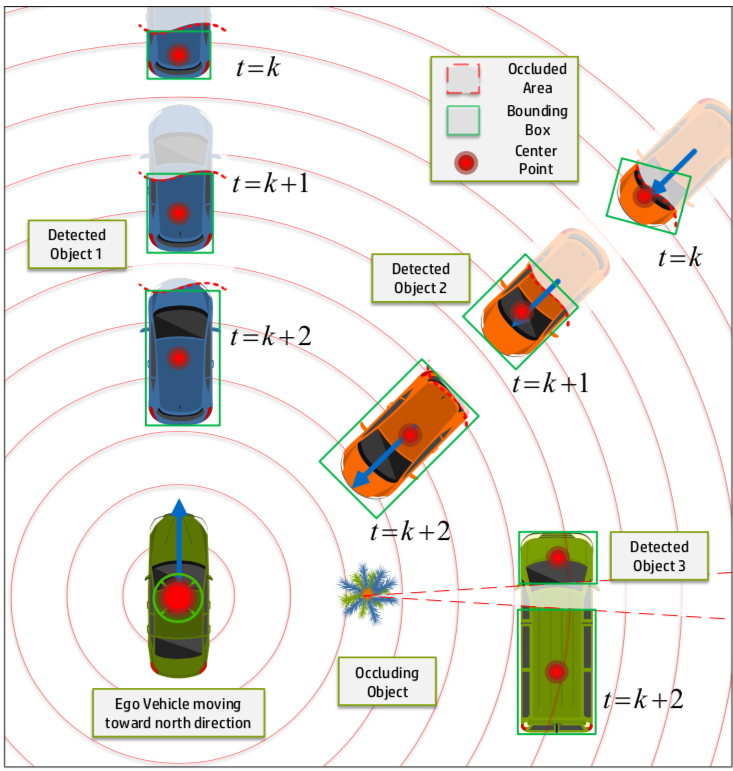 t=k
Occluded
Area
Bounding
Box
Center
Point
t=k+1
Detected
Object 1
t=k
Detected
Object 2
t=k+2
t=k+1
t=k+2
Detected
Object 3
Occluding
Object
Ego Vehicle moving
toward north direction
t=k+2